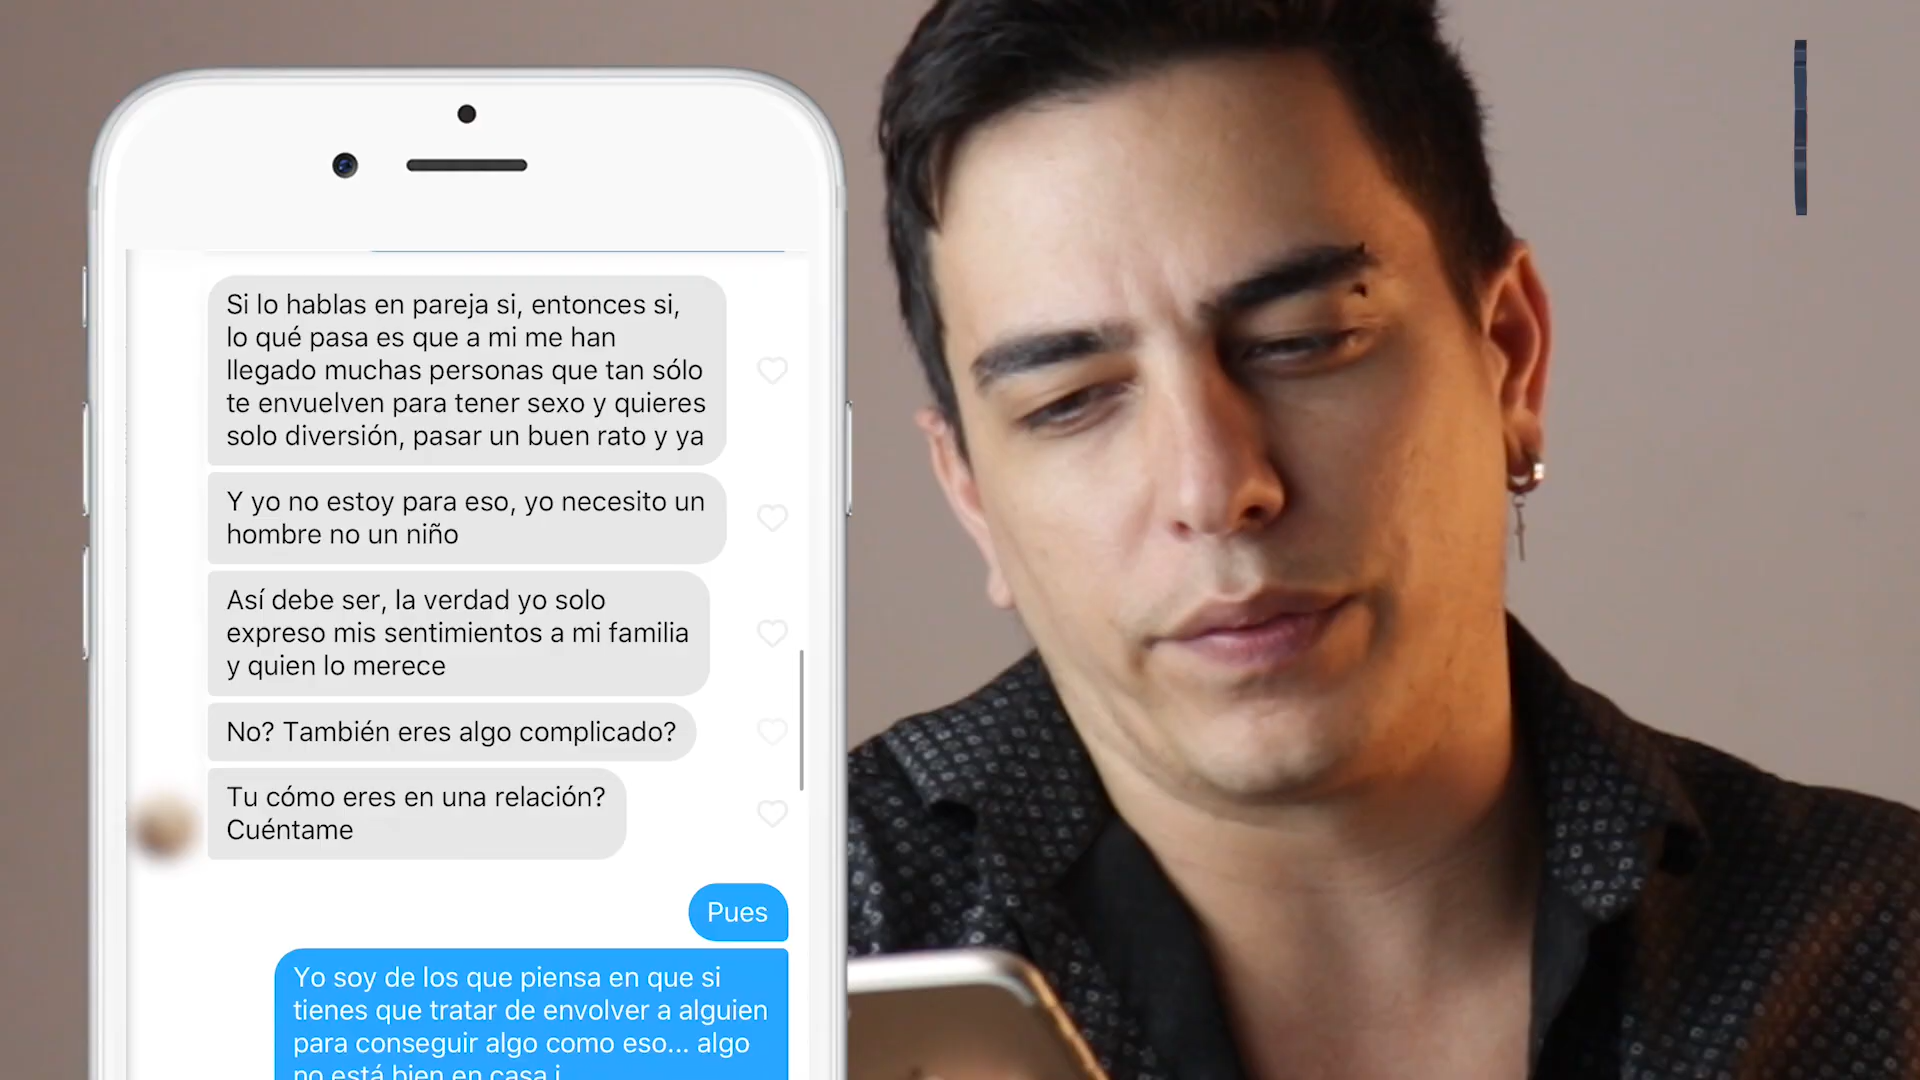 Si lo hablas en pareja si, entonces si,
lo qué pasa es que a mi me han
llegado muchas personas que tan sólo
te envuelven para tener sexo y quieres
solo diversión, pasar un buen rato y ya
Y yo no estoy para eso, yo necesito un
hombre no un niño
Así debe ser, la verdad yo solo
expreso mis sentimientos a mi familia
y quien lo merece
No? También eres algo complicado?
Tu cómo eres en una relación?
Cuéntame
Pues
Yo soy de los que piensa en que si
tienes que tratar de envolver a alguien
para conseguir algo como eso... algo
no está bien en casa